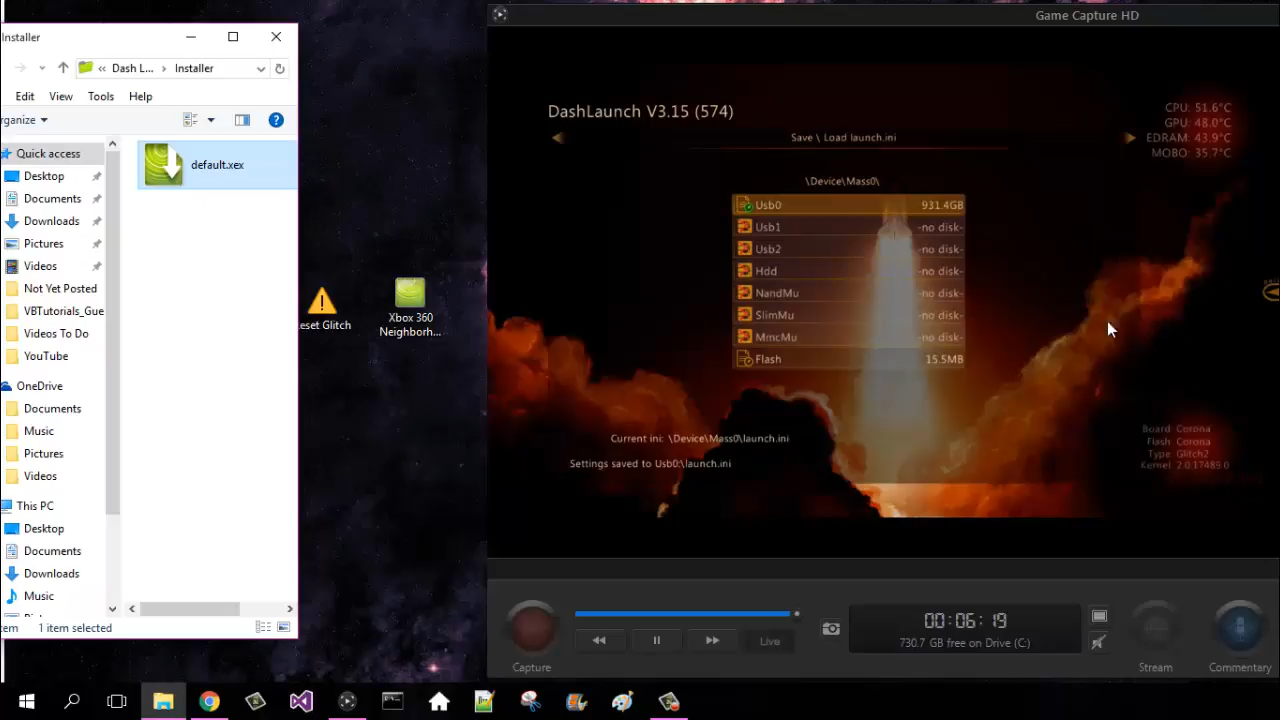 Installer
Dash L...
Installer
Edit
View
Tools
Help
rganize
Quick access
Desktop
Documents
Downloads
Pictures
Videos
Not Yet Posted
VBTutorials_Gue
Videos To Do
YouTube
OneDrive
Documents
Music
Pictures
Videos
This PC
Desktop
Documents
Downloads
Music
default.xex
tem
1 item selected
eset Glitch
Xbox 360
Neighborh...
Game Capture HD
DashLaunch V3.15 (574)
CPU: 51.6°C
GPU: 48.0°C
EDRAM: 43.9°C
MOBO: 35.7°C
Save \ Load launch.ini
\Device\Mass0\
Usb0 931.4GB
Usb1 -no disk-
Usb2 -no disk-
Hdd -no disk-
NandMu -no disk-
SlimMu -no disk-
MmcMu -no disk-
Flash 15.5MB
Current ini: \Device\Mass0\launch.ini
Settings saved to Usb0:\launch.ini
Board: Corona
Flash: Corona
Type: Glitch2
Kernel: 2.0.17489.0
Live
00:06:19
730.7 GB free on Drive (C:)
Capture
Stream
Commentary